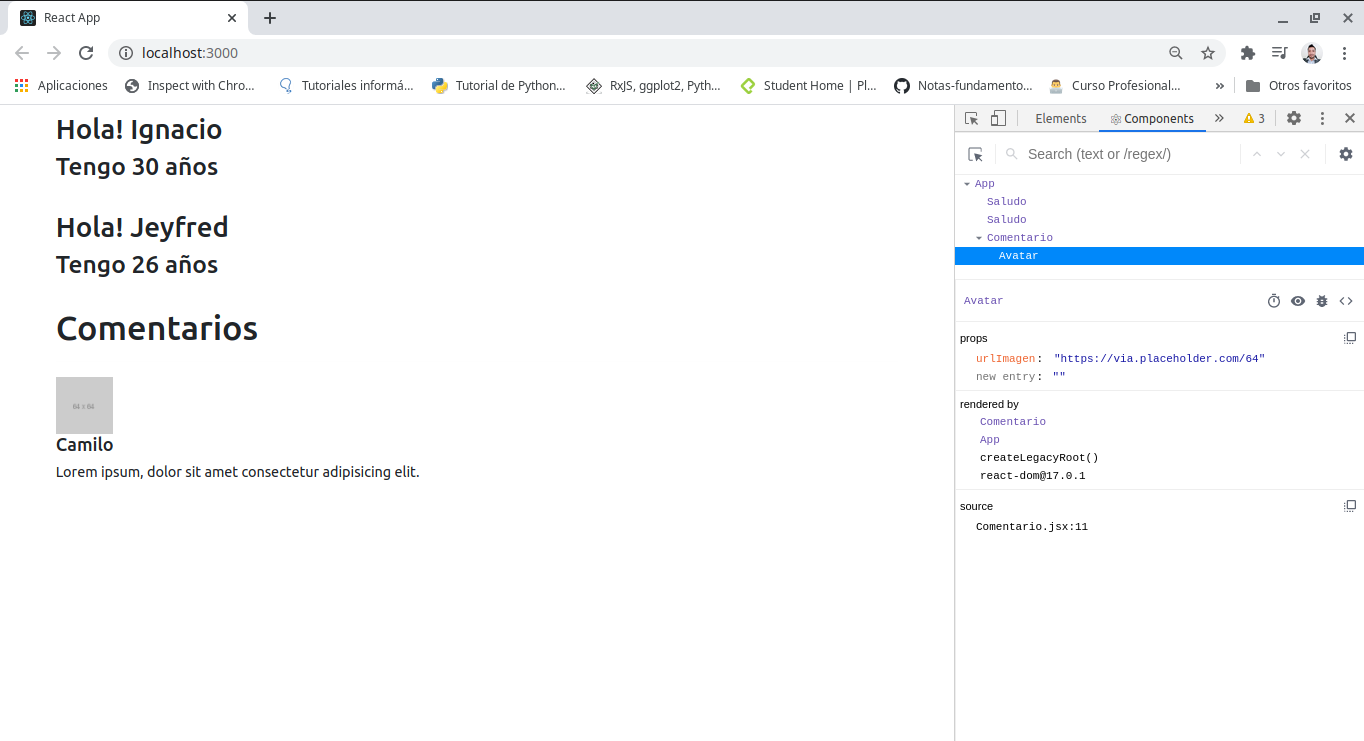 React App
localhost:3000
Aplicaciones Inspect with Chro... Tutoriales informá... Tutorial de Python... RxJS, ggplot2, Pyth... Student Home | Pl... Notas-fundamento... Curso Profesional... » Otros favoritos
Hola! Ignacio
Tengo 30 años
Hola! Jeyfred
Tengo 26 años
Comentarios
64 x 64
Camilo
Lorem ipsum, dolor sit amet consectetur adipisicing elit.
Elements Components » 3
Search (text or /regex/)
App
Saludo
Saludo
Comentario
Avatar
Avatar
props
urlImagen: "https://via.placeholder.com/64"
new entry: ""
rendered by
Comentario
App
createLegacyRoot()
react-dom@17.0.1
source
Comentario.jsx:11